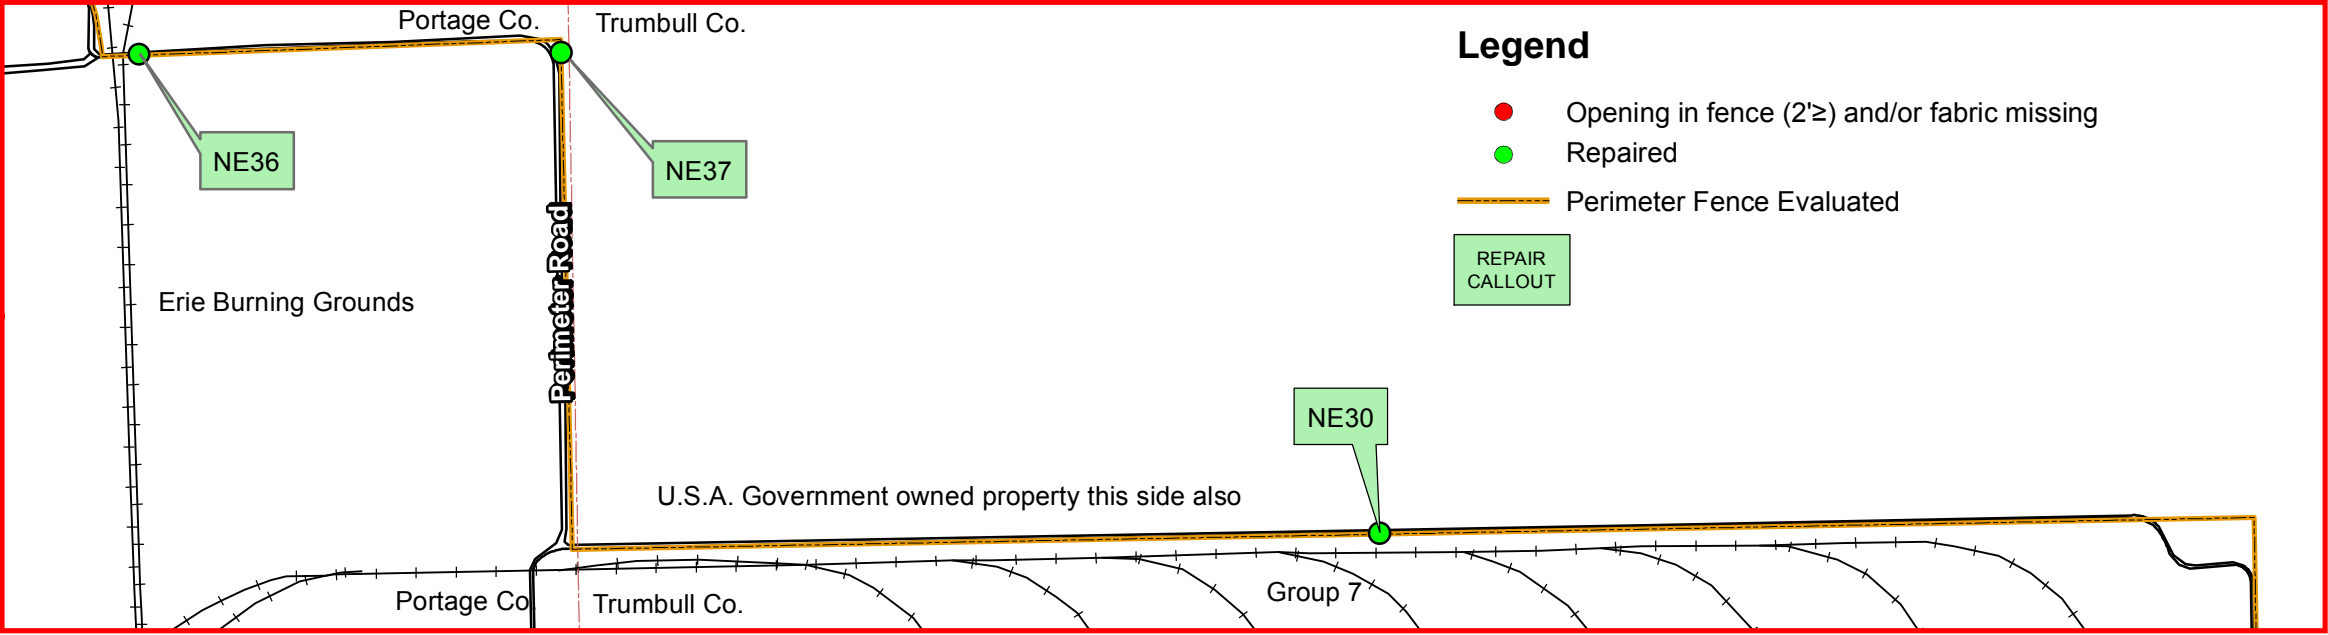 Portage Co.
Trumbull Co.
Legend
Opening in fence (2'≥) and/or fabric missing
Repaired
Perimeter Fence Evaluated
REPAIR
CALLOUT
NE36
NE37
Perimeter Road
Erie Burning Grounds
NE30
U.S.A. Government owned property this side also
Group 7
Portage Co
Trumbull Co.